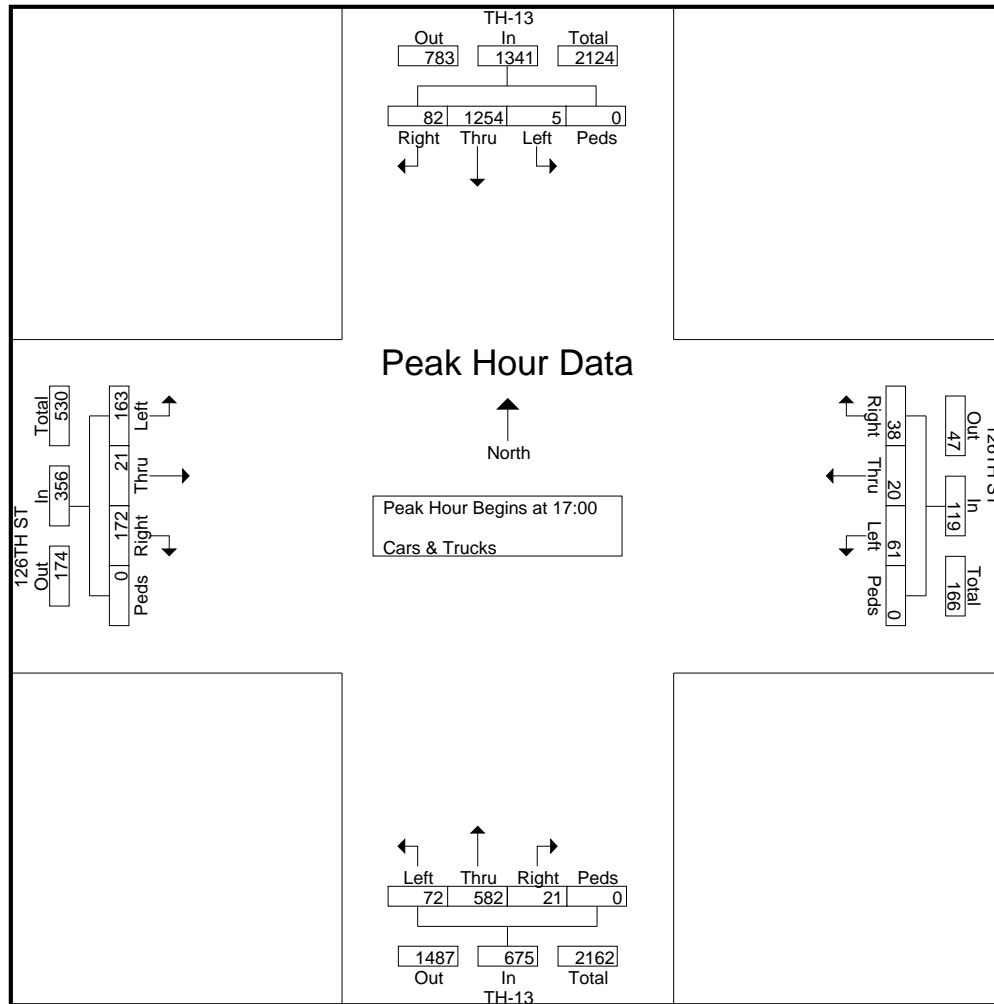 TH-13
Out In Total
783 1341 2124
82 1254 5 0
Right Thru Left Peds
Peak Hour Data
North
Peak Hour Begins at 17:00
Cars & Trucks
126TH ST
Total In Out
530 356 174
163 21 172 0
Left Thru Right Peds
Right Thru Left Peds
38 20 61 0
Out In Total
47 119 166
126TH ST
Left Thru Right Peds
72 582 21 0
1487 675 2162
Out In Total
TH-13